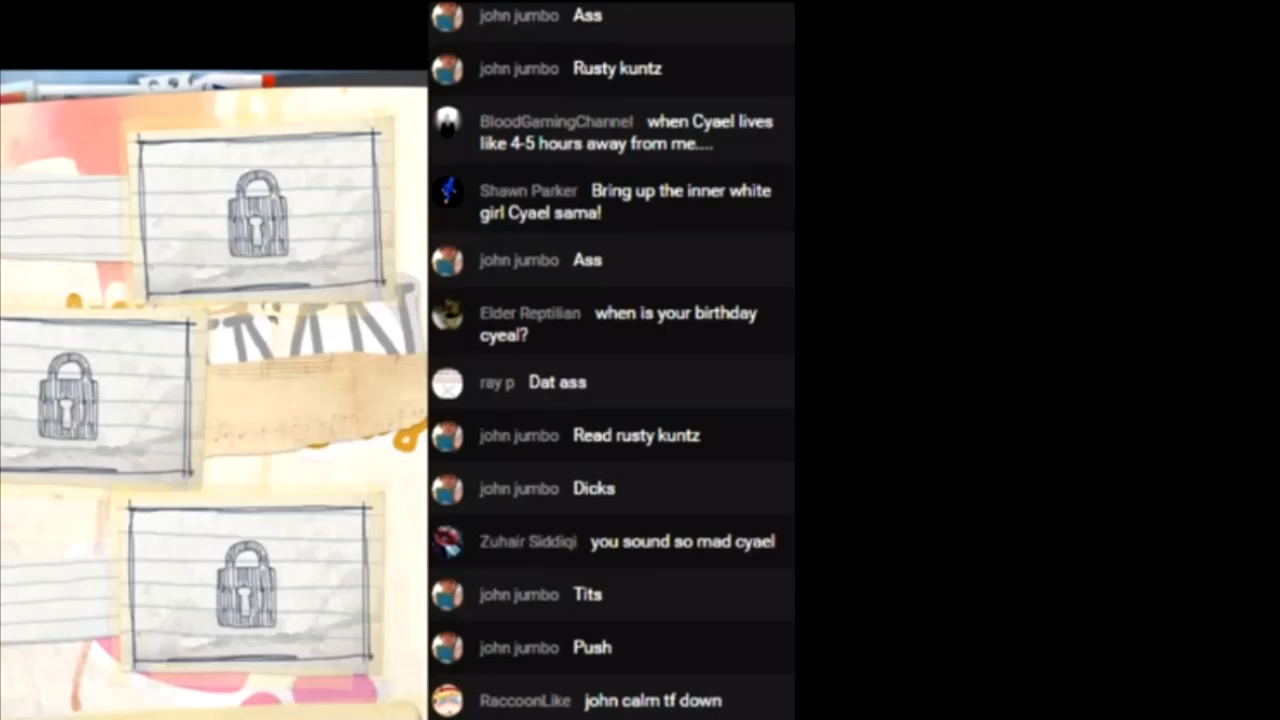 john jumbo Ass
john jumbo Rusty kuntz
BloodGamingChannel when Cyael lives
like 4-5 hours away from me....
Shawn Parker Bring up the inner white
girl Cyael sama!
john jumbo Ass
Elder Reptilian when is your birthday
cyeal?
ray p Dat ass
john jumbo Read rusty kuntz
john jumbo Dicks
Zuhair Siddiqi you sound so mad cyael
john jumbo Tits
john jumbo Push
RaccoonLike john calm tf down